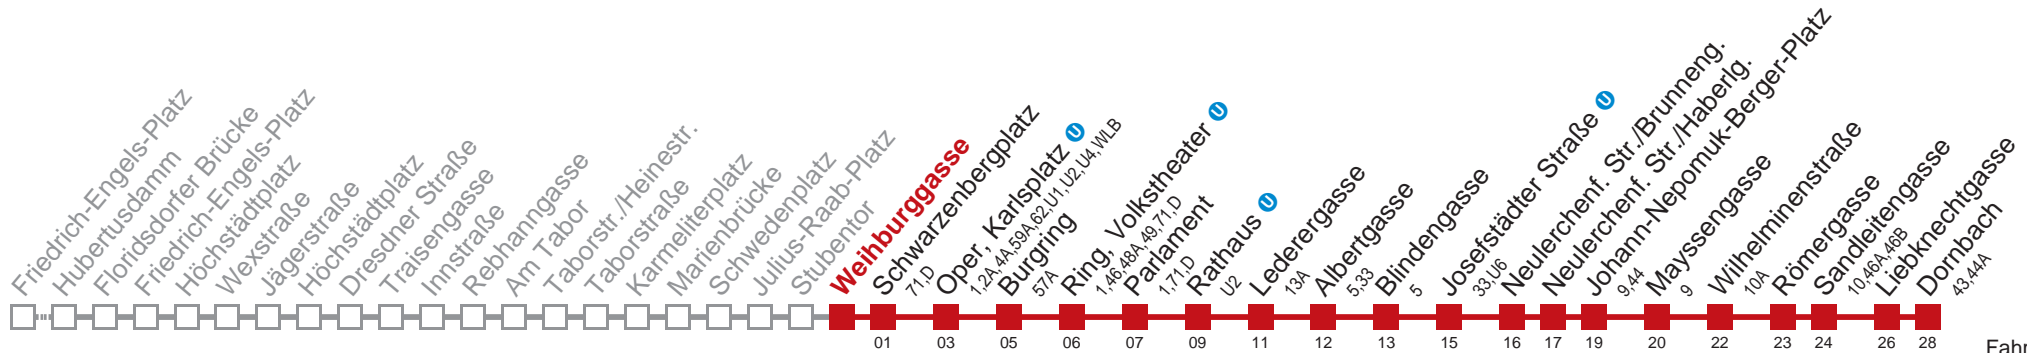 Friedrich-Engels-Platz
Hubertusdamm
Floridsdorfer Brücke
Friedrich-Engels-Platz
Höchstädtplatz
Wexstraße
Jägerstraße
Höchstädtplatz
Dresdner Straße
Traisengasse
Innstraße
Rebhanngasse
Am Tabor
Taborstr./Heinestr.
Taborstraße
Karmeliterplatz
Marienbrücke
Schwedenplatz
Julius-Raab-Platz
Stubentor
Weihburggasse
Schwarzenbergplatz
71,D
Oper, Karlsplatz U
1,2A,4A,59A,62,U1,U2,U4,WLB
Burgring
57A
Ring, Volkstheater U
1,46,48A,49,71,D
Parlament
1,71,D
Rathaus U
U2
Lederergasse
13A
Albertgasse
5,33
Blindengasse
5
Josefstädter Straße U
33,U6
Neulerchenf. Str./Brunneng.
Neulerchenf. Str./Haberlg.
Johann-Nepomuk-Berger-Platz
9,44
Mayssengasse
9
Wilhelminenstraße
10A
Römergasse
Sandleitengasse
10,46A,46B
Liebknechtgasse
Dornbach
43,44A
01 03 05 06 07 09 11 12 13 15 16 17 19 20 22 23 24 26 28
Fahr